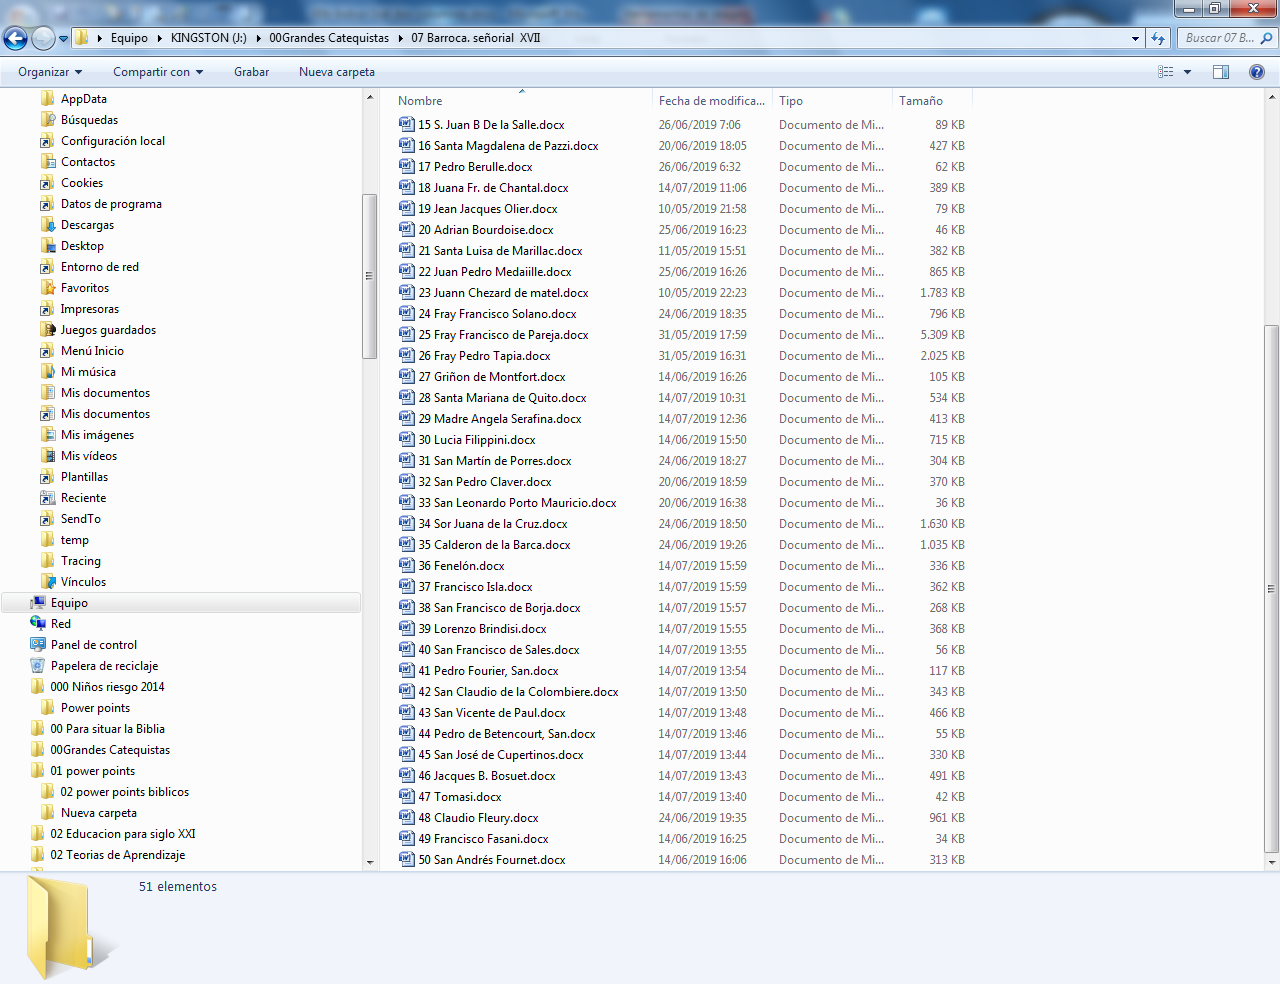 Equipo KINGSTON (J:) 00Grandes Catequistas 07 Barroca. señorial XVII
Buscar 07 B...
Organizar Compartir con Grabar Nueva carpeta
AppData
Búsquedas
Configuración local
Contactos
Cookies
Datos de programa
Descargas
Desktop
Entorno de red
Favoritos
Impresoras
Juegos guardados
Menú Inicio
Mi música
Mis documentos
Mis documentos
Mis imágenes
Mis vídeos
Plantillas
Reciente
SendTo
temp
Tracing
Vínculos
Equipo
Red
Panel de control
Papelera de reciclaje
000 Niños riesgo 2014
Power points
00 Para situar la Biblia
00Grandes Catequistas
01 power points
02 power points biblicos
Nueva carpeta
02 Educacion para siglo XXI
02 Teorias de Aprendizaje
Nombre Fecha de modifica... Tipo Tamaño
15 S. Juan B De la Salle.docx 26/06/2019 7:06 Documento de Mi... 89 KB
16 Santa Magdalena de Pazzi.docx 20/06/2019 18:05 Documento de Mi... 427 KB
17 Pedro Berulle.docx 26/06/2019 6:32 Documento de Mi... 62 KB
18 Juana Fr. de Chantal.docx 14/07/2019 11:06 Documento de Mi... 389 KB
19 Jean Jacques Olier.docx 10/05/2019 21:58 Documento de Mi... 79 KB
20 Adrian Bourdoise.docx 25/06/2019 16:23 Documento de Mi... 46 KB
21 Santa Luisa de Marillac.docx 11/05/2019 15:51 Documento de Mi... 382 KB
22 Juan Pedro Medaiille.docx 25/06/2019 16:26 Documento de Mi... 865 KB
23 Juann Chezard de matel.docx 10/05/2019 22:23 Documento de Mi... 1.783 KB
24 Fray Francisco Solano.docx 24/06/2019 18:35 Documento de Mi... 796 KB
25 Fray Francisco de Pareja.docx 31/05/2019 17:59 Documento de Mi... 5.309 KB
26 Fray Pedro Tapia.docx 31/05/2019 16:31 Documento de Mi... 2.025 KB
27 Griñon de Montfort.docx 14/06/2019 16:26 Documento de Mi... 105 KB
28 Santa Mariana de Quito.docx 14/07/2019 10:31 Documento de Mi... 534 KB
29 Madre Angela Serafina.docx 14/07/2019 12:36 Documento de Mi... 413 KB
30 Lucia Filippini.docx 14/06/2019 15:50 Documento de Mi... 715 KB
31 San Martín de Porres.docx 24/06/2019 18:27 Documento de Mi... 304 KB
32 San Pedro Claver.docx 20/06/2019 18:59 Documento de Mi... 370 KB
33 San Leonardo Porto Mauricio.docx 20/06/2019 16:38 Documento de Mi... 36 KB
34 Sor Juana de la Cruz.docx 24/06/2019 18:50 Documento de Mi... 1.630 KB
35 Calderon de la Barca.docx 24/06/2019 19:26 Documento de Mi... 1.035 KB
36 Fenelón.docx 14/07/2019 15:59 Documento de Mi... 336 KB
37 Francisco Isla.docx 14/07/2019 15:59 Documento de Mi... 362 KB
38 San Francisco de Borja.docx 14/07/2019 15:57 Documento de Mi... 268 KB
39 Lorenzo Brindisi.docx 14/07/2019 15:55 Documento de Mi... 368 KB
40 San Francisco de Sales.docx 14/07/2019 13:55 Documento de Mi... 56 KB
41 Pedro Fourier, San.docx 14/07/2019 13:54 Documento de Mi... 117 KB
42 San Claudio de la Colombiere.docx 14/07/2019 13:50 Documento de Mi... 343 KB
43 San Vicente de Paul.docx 14/07/2019 13:48 Documento de Mi... 466 KB
44 Pedro de Betencourt, San.docx 14/07/2019 13:46 Documento de Mi... 55 KB
45 San José de Cupertinos.docx 14/07/2019 13:44 Documento de Mi... 330 KB
46 Jacques B. Bosuet.docx 14/07/2019 13:43 Documento de Mi... 491 KB
47 Tomasi.docx 14/07/2019 13:40 Documento de Mi... 42 KB
48 Claudio Fleury.docx 24/06/2019 19:35 Documento de Mi... 961 KB
49 Francisco Fasani.docx 14/06/2019 16:25 Documento de Mi... 34 KB
50 San Andrés Fournet.docx 14/06/2019 16:06 Documento de Mi... 313 KB
51 elementos